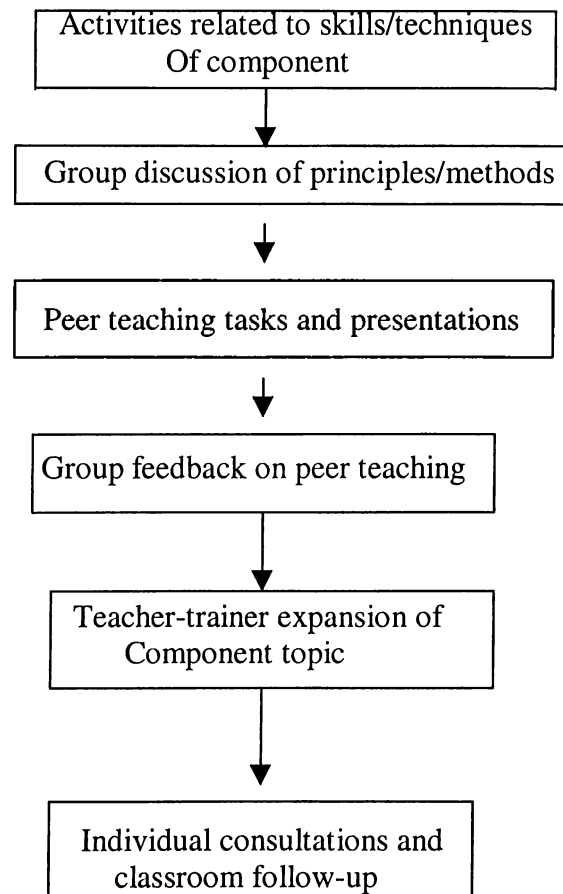 Activities related to skills/techniques
Of component
Group discussion of principles/methods
Peer teaching tasks and presentations
Group feedback on peer teaching
Teacher-trainer expansion of
Component topic
Individual consultations and
classroom follow-up